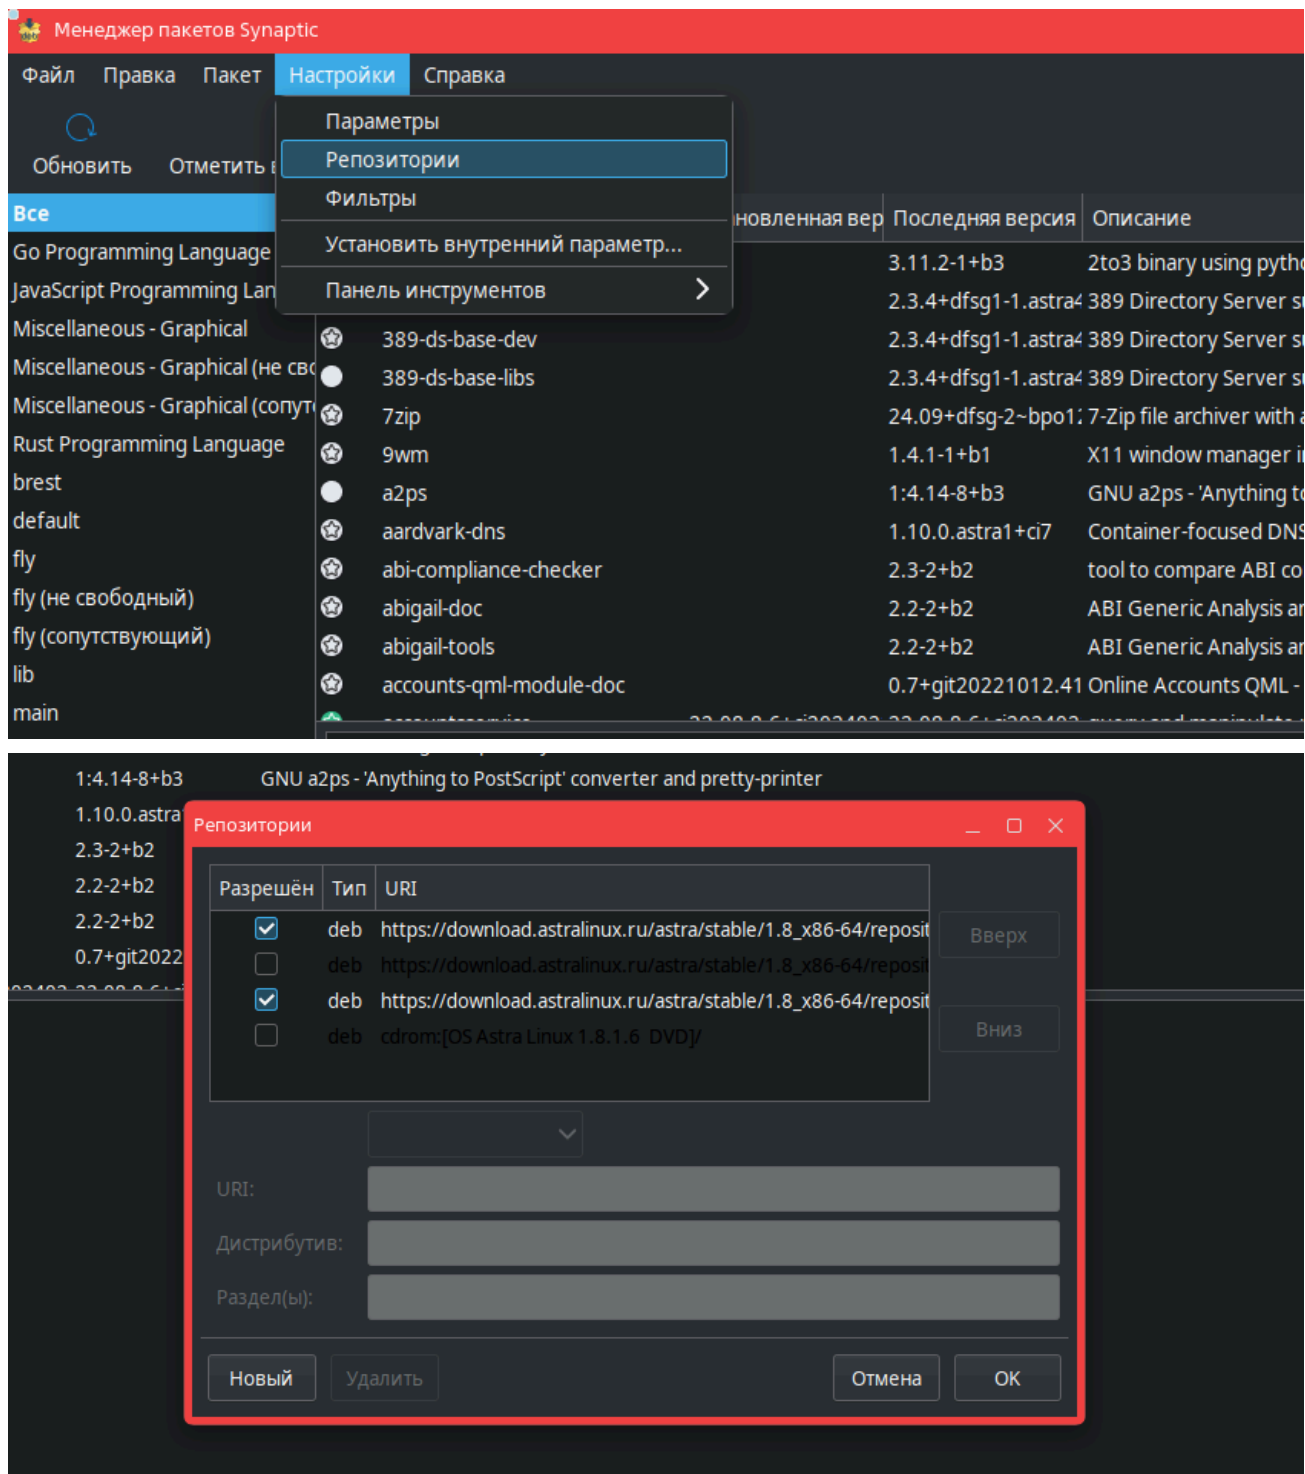 Менеджер пакетов Synaptic
Файл Правка Пакет Настройки Справка
Параметры
Репозитории
Фильтры
Установить внутренний параметр...
Панель инструментов
Обновить Отметить
Все
новленная вер Последняя версия Описание
Go Programming Language
3.11.2-1+b3 2to3 binary using pytho
JavaScript Programming Lan
2.3.4+dfsg1-1.astra4 389 Directory Server su
Miscellaneous - Graphical
389-ds-base-dev 2.3.4+dfsg1-1.astra4 389 Directory Server su
Miscellaneous - Graphical (не сво
389-ds-base-libs 2.3.4+dfsg1-1.astra4 389 Directory Server su
Miscellaneous - Graphical (сопут
7zip 24.09+dfsg-2~bpo12 7-Zip file archiver with
Rust Programming Language
9wm 1.4.1-1+b1 X11 window manager
brest
a2ps 1:4.14-8+b3 GNU a2ps - 'Anything to
default
aardvark-dns 1.10.0.astra1+ci7 Container-focused DNS
fly
abi-compliance-checker 2.3-2+b2 tool to compare ABI co
fly (не свободный)
abigail-doc 2.2-2+b2 ABI Generic Analysis
fly (сопутствующий)
abigail-tools 2.2-2+b2 ABI Generic Analysis
lib
accounts-qml-module-doc 0.7+git20221012.41 Online Accounts QML -
main
1:4.14-8+b3 GNU a2ps - 'Anything to PostScript' converter and pretty-printer
1.10.0.astra
2.3-2+b2
2.2-2+b2
2.2-2+b2
0.7+git2022
Репозитории
Разрешён Тип URI
deb https://download.astralinux.ru/astra/stable/1.8_x86-64/reposit
deb https://download.astralinux.ru/astra/stable/1.8_x86-64/reposit
deb https://download.astralinux.ru/astra/stable/1.8_x86-64/reposit
deb cdrom:[OS Astra Linux 1.8.1.6 DVD]/
Вверх
Вниз
URI:
Дистрибутив:
Раздел(ы):
Новый Удалить Отмена OK